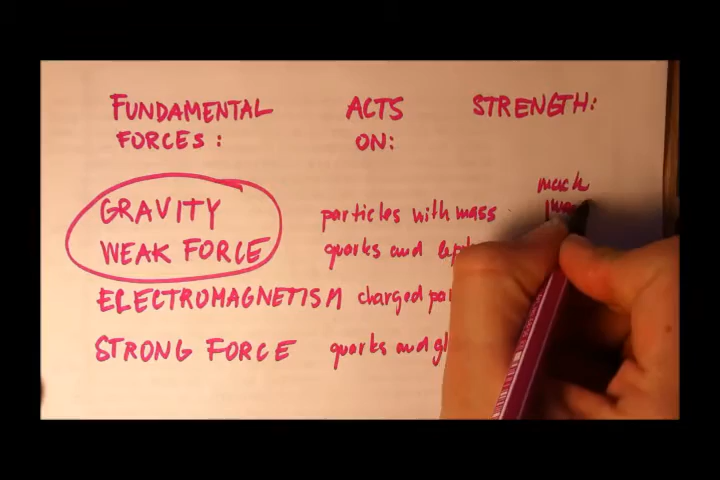 FUNDAMENTAL FORCES:
ACTS ON:
STRENGTH:
GRAVITY particles with mass much
WEAK FORCE quarks and
ELECTROMAGNETISM charged
STRONG FORCE quarks and